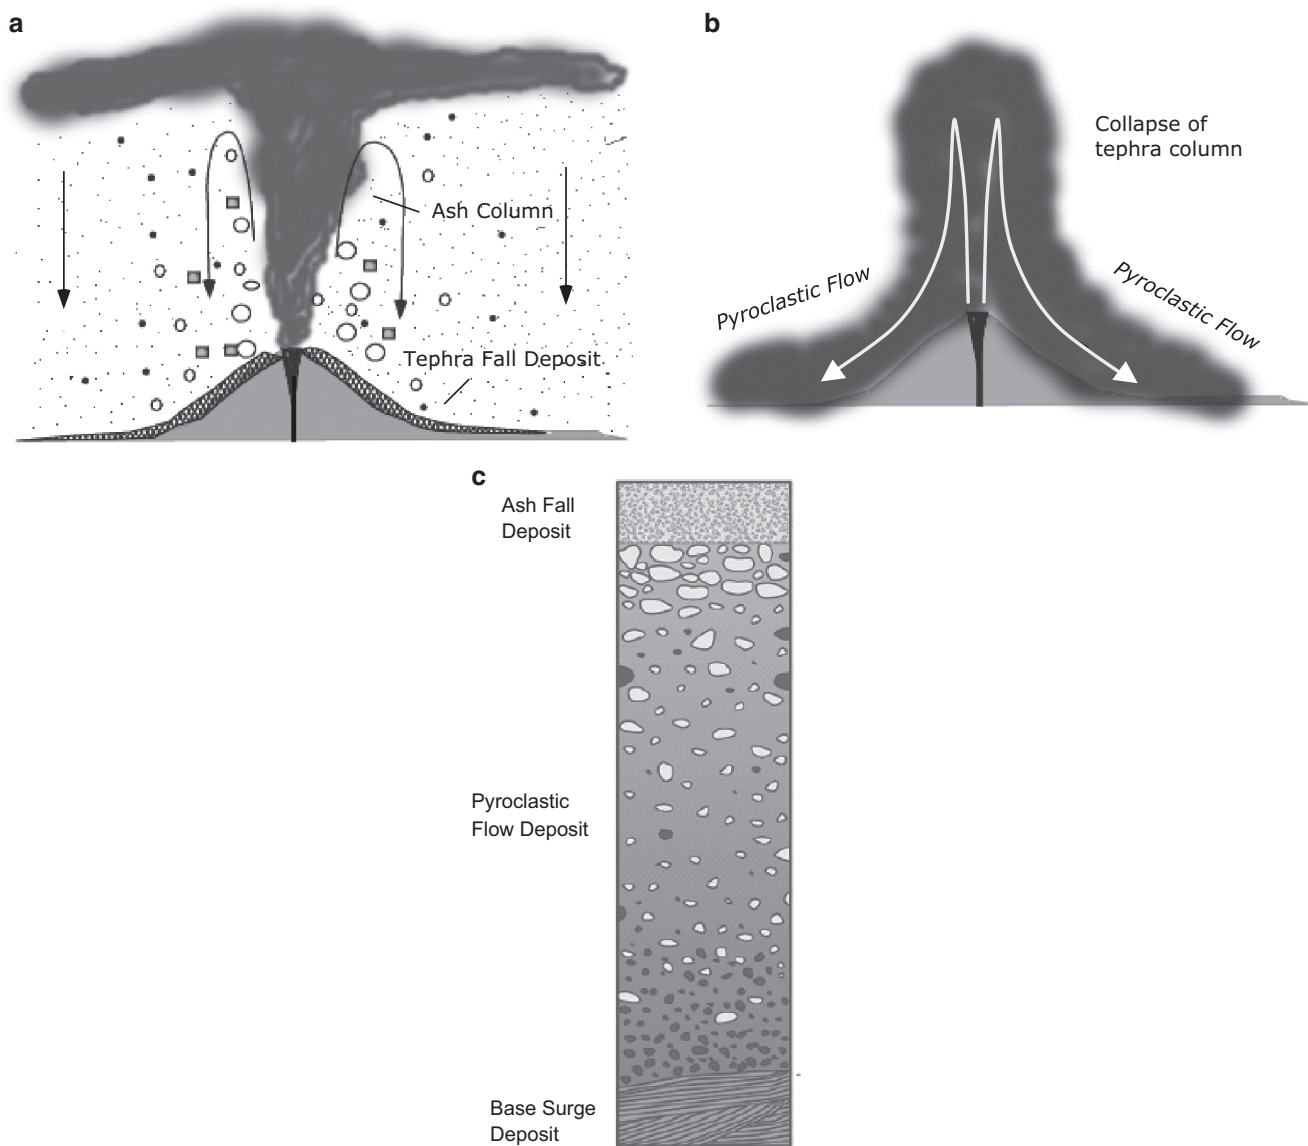 a
Ash Column
Tephra Fall Deposit
b
Collapse of
tephra column
Pyroclastic Flow
Pyroclastic Flow
c
Ash Fall
Deposit
Pyroclastic
Flow Deposit
Base Surge
Deposit